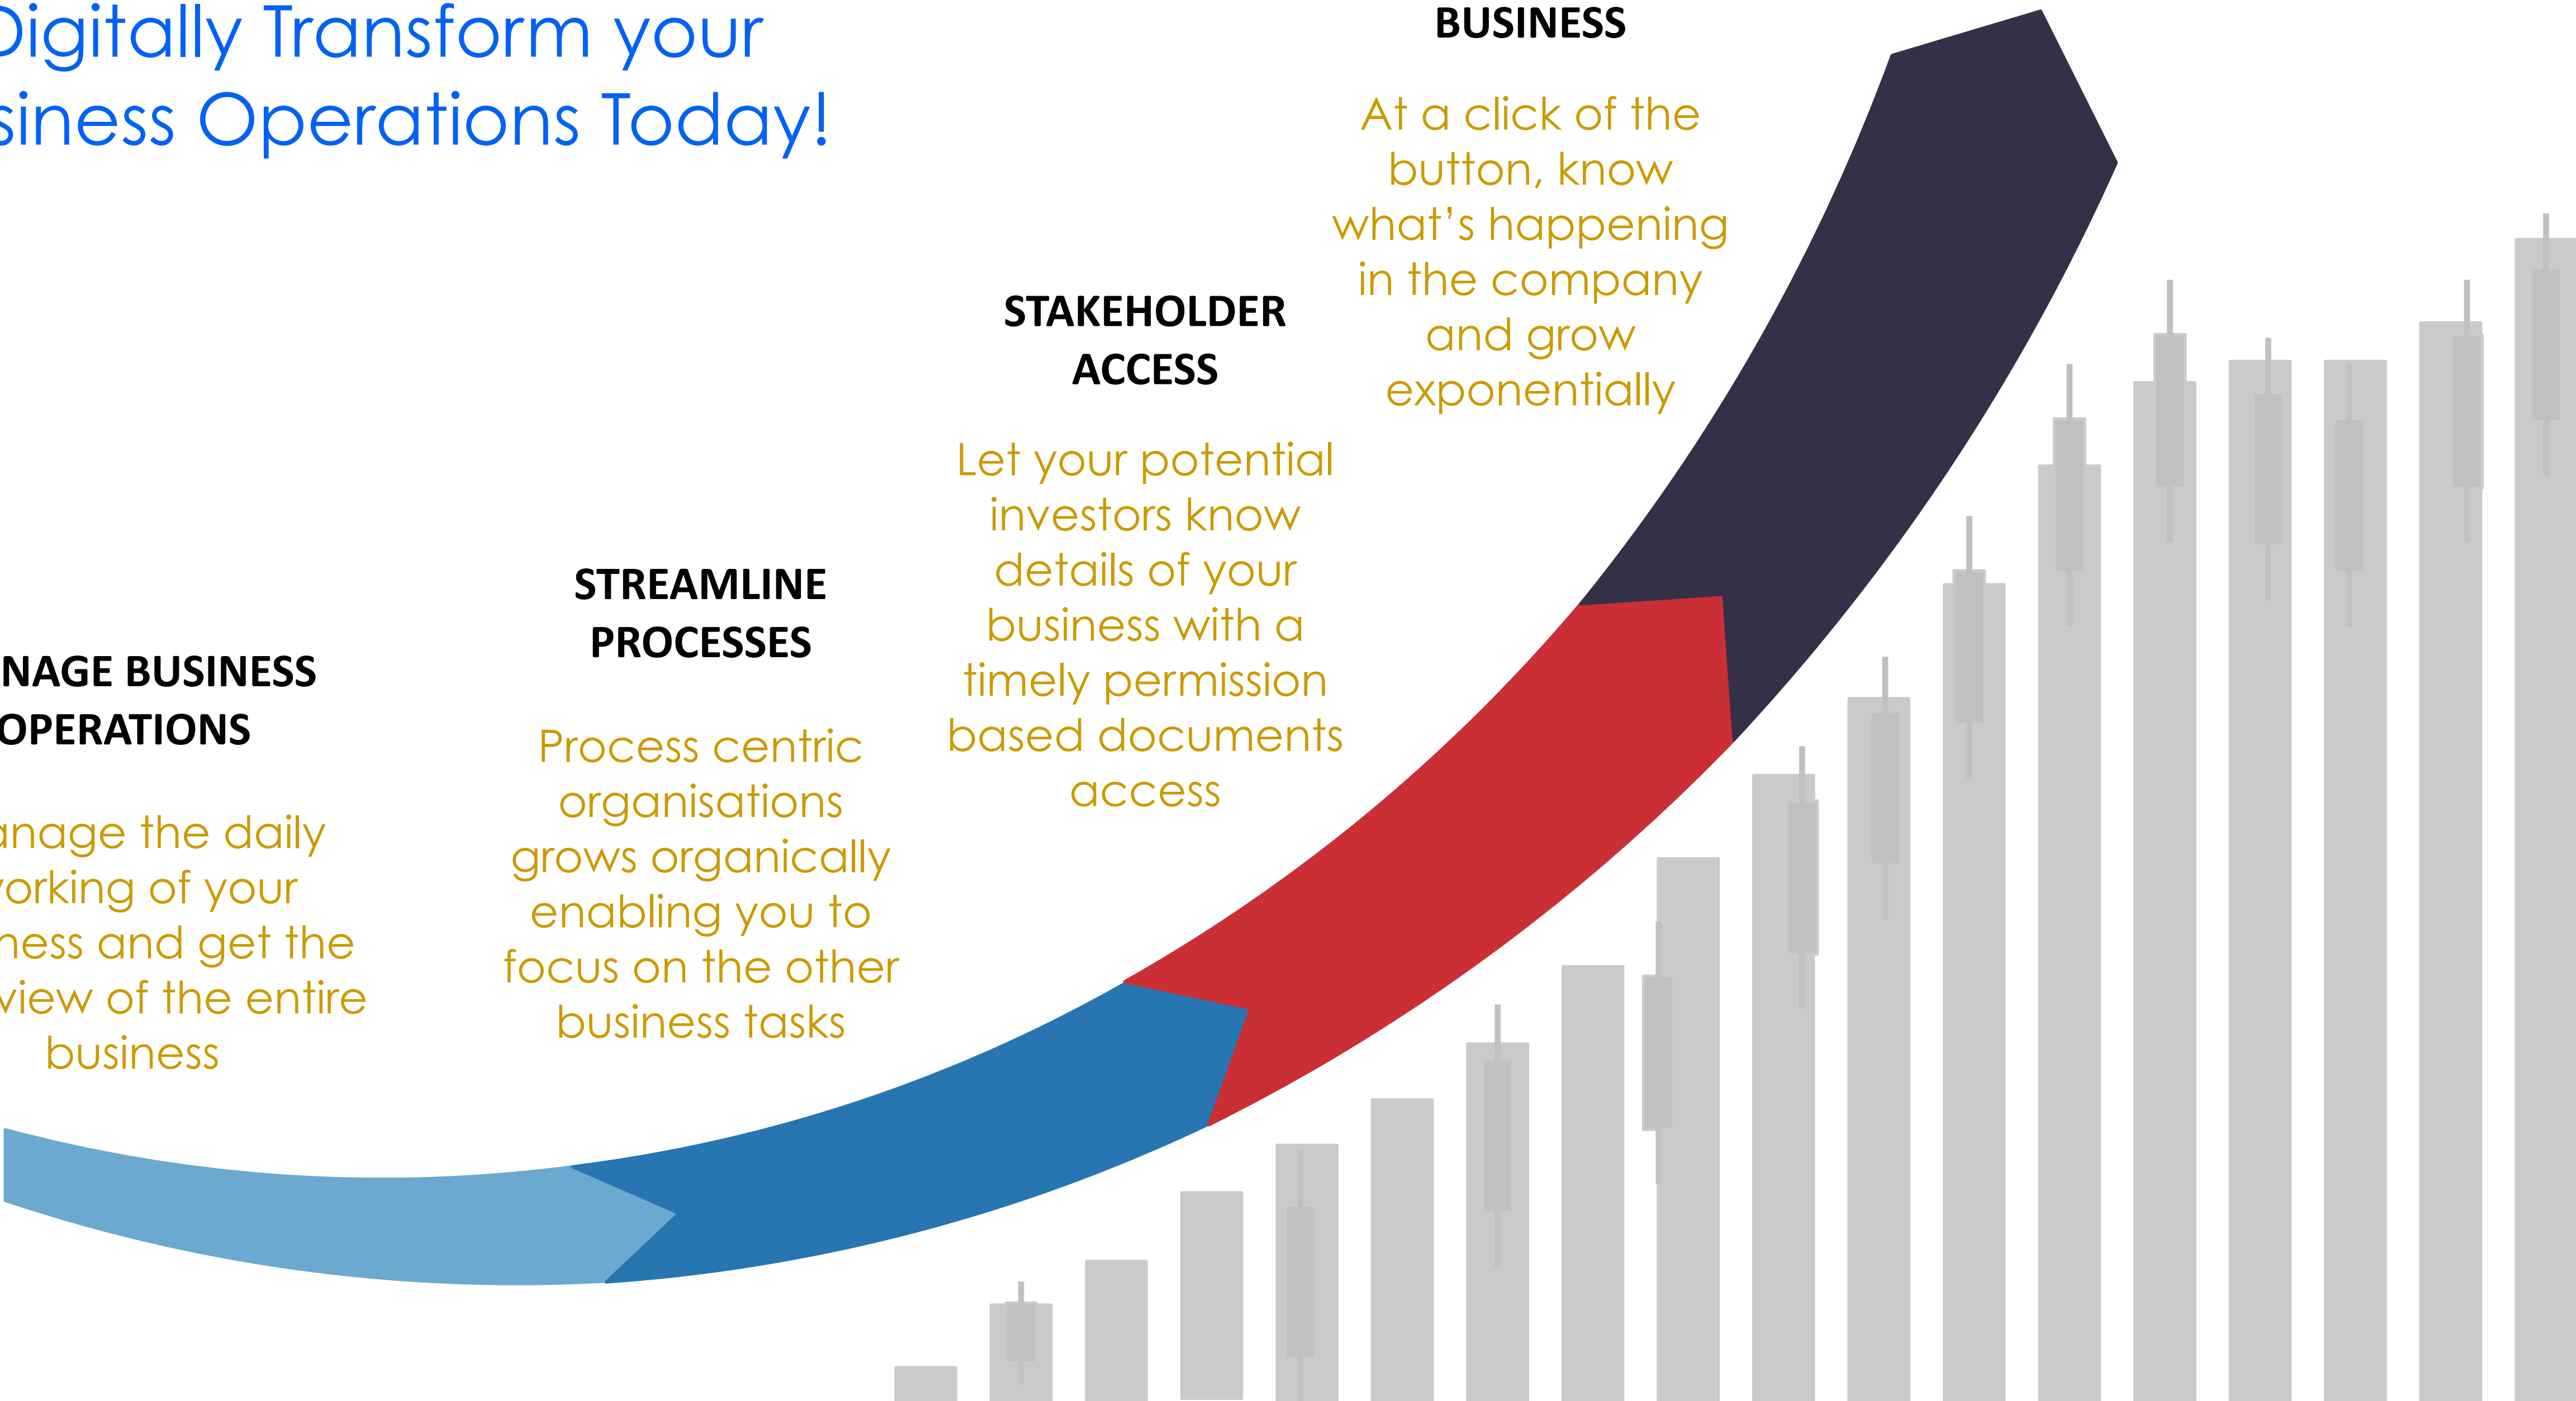 Digitally Transform your
siness Operations Today!
BUSINESS
At a click of the
button, know
what’s happening
in the company
and grow
exponentially
STAKEHOLDER
ACCESS
Let your potential
investors know
details of your
business with a
timely permission
based documents
access
STREAMLINE
PROCESSES
Process centric
organisations
grows organically
enabling you to
focus on the other
business tasks
NAGE BUSINESS
OPERATIONS
anage the daily
orking of your
ness and get the
view of the entire
business